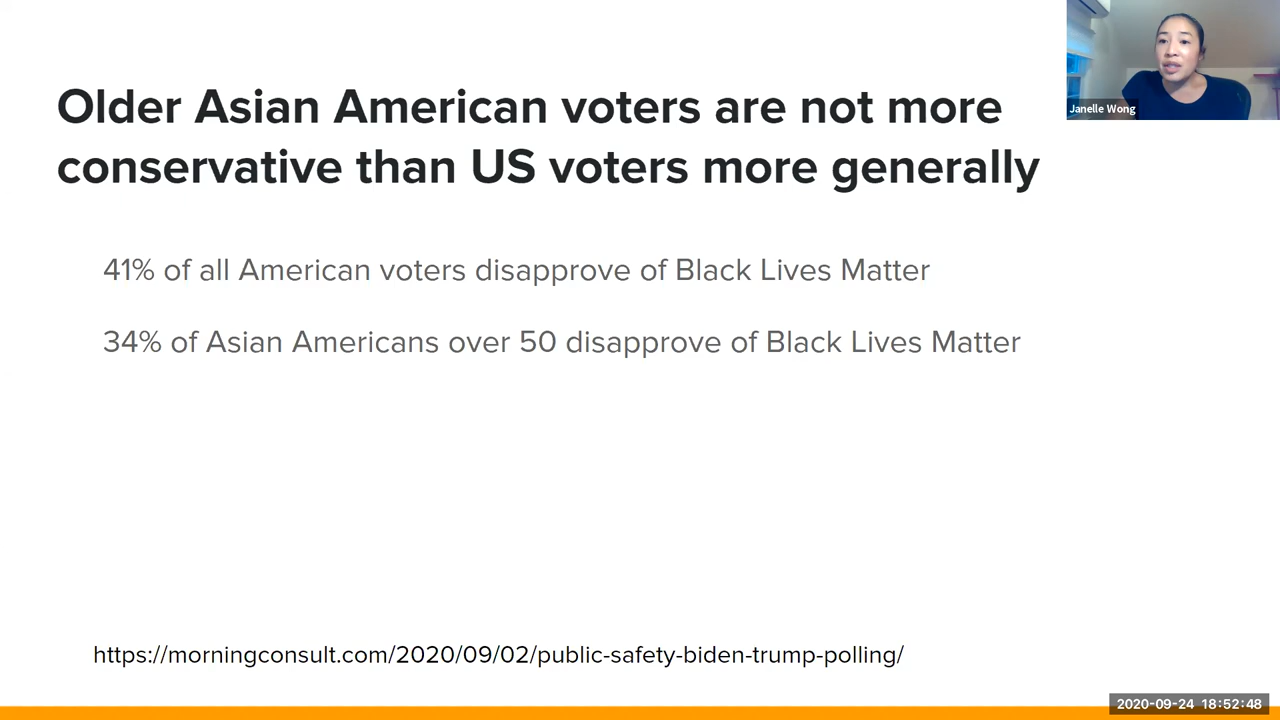 Older Asian American voters are not more
conservative than US voters more generally
Janelle Wong
41% of all American voters disapprove of Black Lives Matter
34% of Asian Americans over 50 disapprove of Black Lives Matter
https://morningconsult.com/2020/09/02/public-safety-biden-trump-polling/
2020-09-24 18:52:48